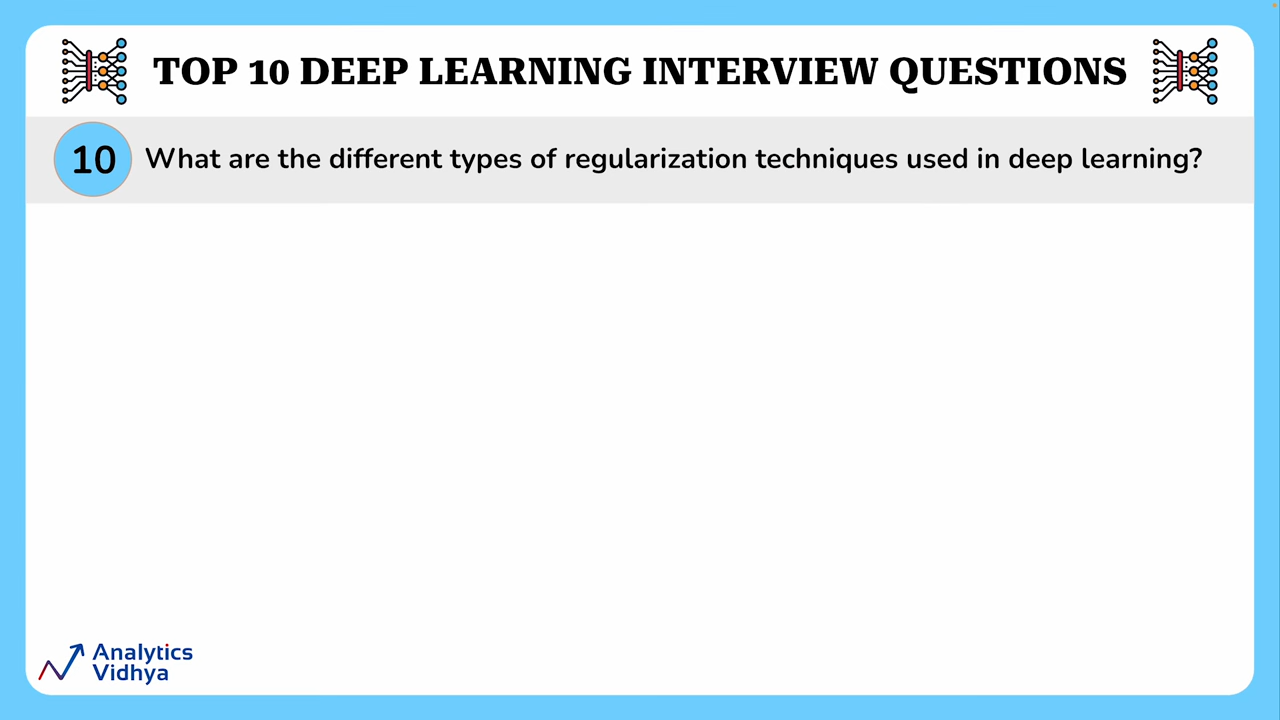 TOP 10 DEEP LEARNING INTERVIEW QUESTIONS
10 What are the different types of regularization techniques used in deep learning?
Analytics
Vidhya